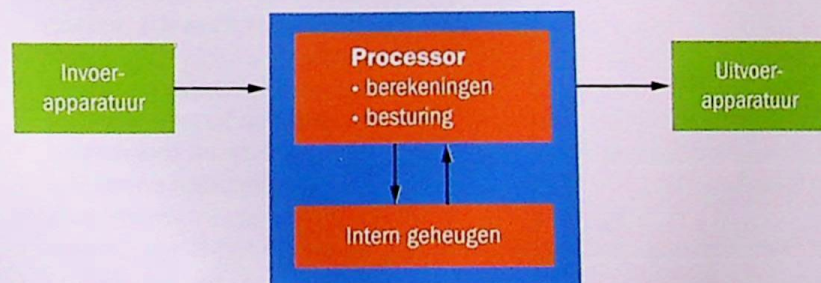 Invoer-
apparatuur
Processor
• berekeningen
• besturing
Intern geheugen
Uitvoer-
apparatuur